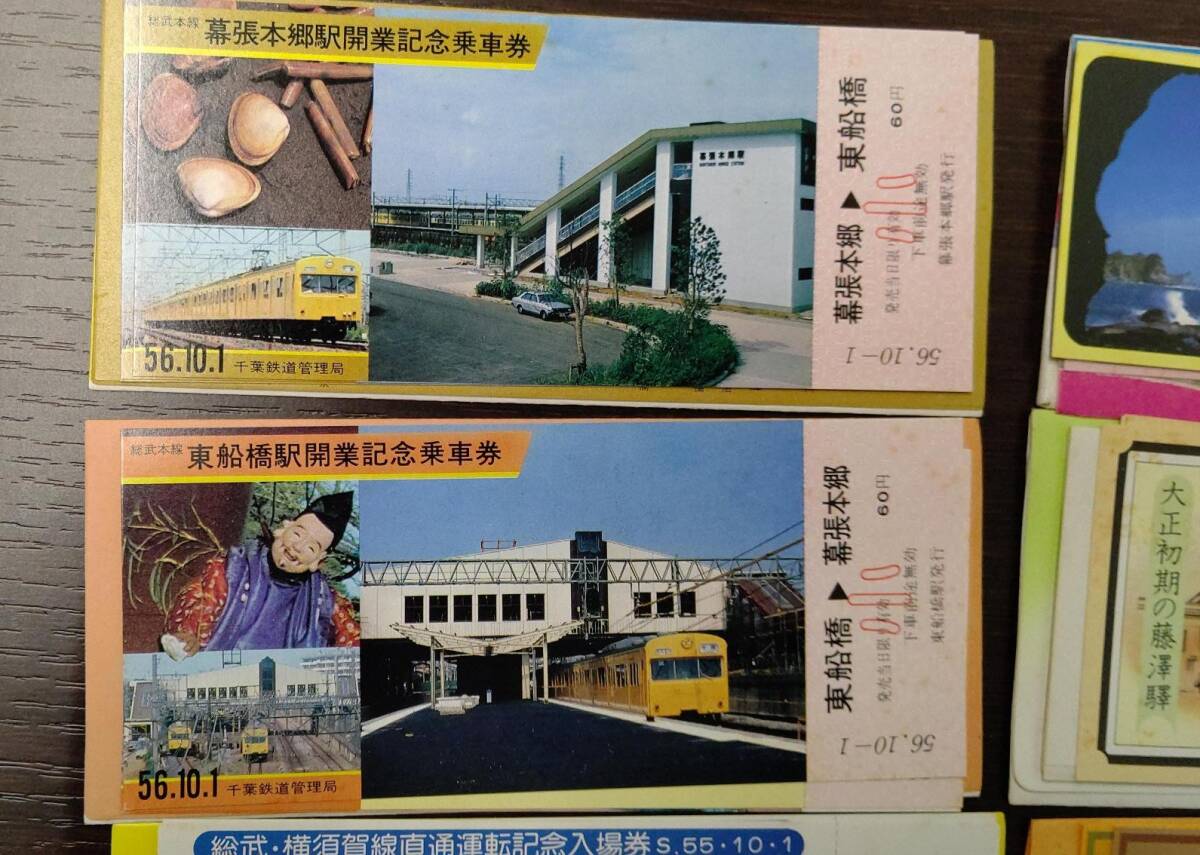 総武本線 幕張本郷駅開業記念乗車券
幕張本郷駅
56.10.1 千葉鉄道管理局
幕張本郷▶東船橋
60円
発売当日限り有効
下車前途無効
幕張本郷駅発行
56.10-1
総武本線 東船橋駅開業記念乗車券
56.10.1 千葉鉄道管理局
東船橋▶幕張本郷
60円
発売当日限り有効
下車前途無効
東船橋駅発行
56.10-1
総武・横須賀線直通運転記念入場券 S.55・10・1
大正初期の藤澤驛